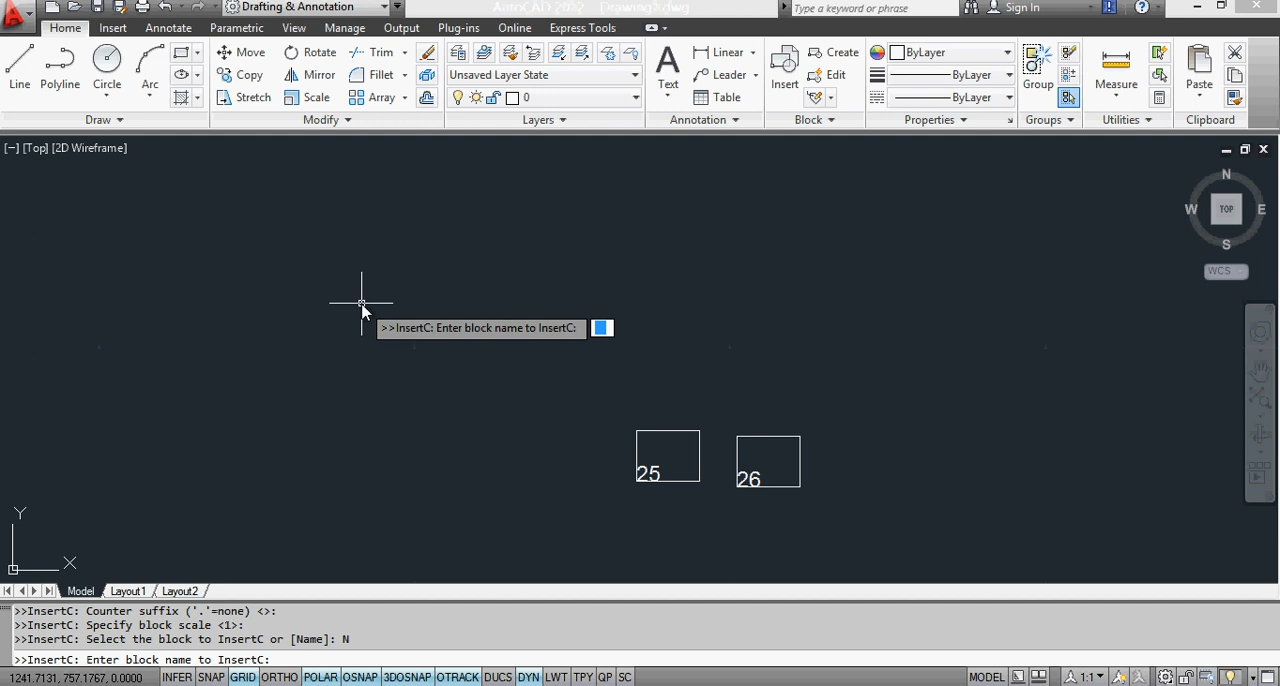 Drafting & Annotation
AutoCAD 2012 Drawing2.dwg
Type a keyword or phrase
Sign In
Home Insert Annotate Parametric View Manage Output Plug-ins Online Express Tools
Line Polyline Circle Arc
Move Rotate Trim
Copy Mirror Fillet
Stretch Scale Array
Unsaved Layer State
0
Text
Linear
Leader
Table
Insert
Create
Edit
ByLayer
ByLayer
ByLayer
Group
Measure
Paste
Draw Modify Layers Annotation Block Properties Groups Utilities Clipboard
[−] [Top] [2D Wireframe]
N
W TOP E
S
WCS
>>InsertC: Enter block name to InsertC:
25 26
Y
X
Model Layout1 Layout2
>>InsertC: Counter suffix ('.'=none) <>:
>>InsertC: Specify block scale <1>:
>>InsertC: Select the block to InsertC or [Name]: N
>>InsertC: Enter block name to InsertC:
1241.7131, 757.1767, 0.0000 INFER SNAP GRID ORTHO POLAR OSNAP 3DOSNAP OTRACK DUCS DYN LWT TPY QP SC MODEL 1:1